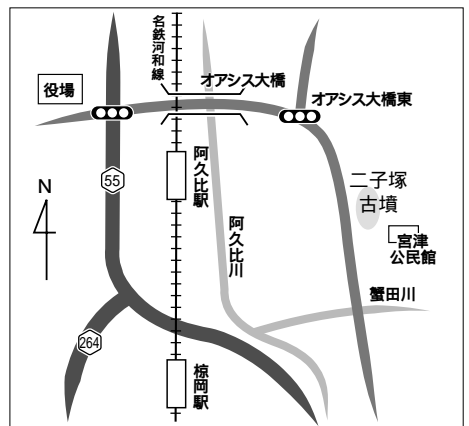 名鉄河和線
オアシス大橋
役場
オアシス大橋東
阿久比駅
55
二子塚
古墳
N
阿久比川
宮津
公民館
蟹田川
264
椋岡駅